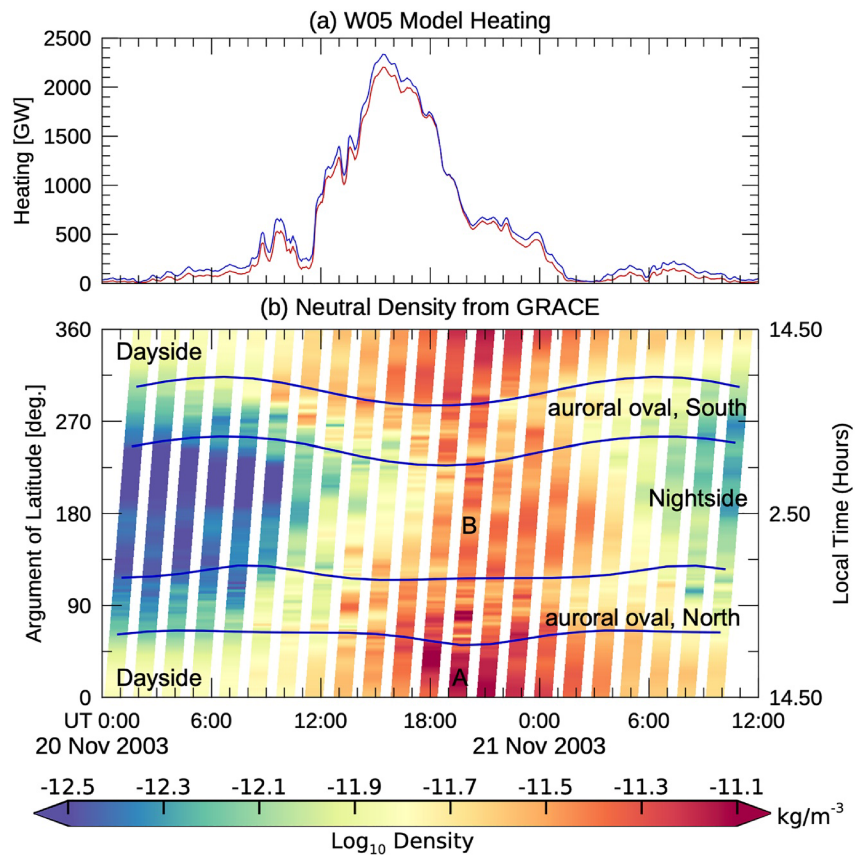 (a) W05 Model Heating
2500
2000
1500
1000
500
0
Heating [GW]
(b) Neutral Density from GRACE
360
270
180
90
0
Argument of Latitude [deg.]
14.50
2.50
14.50
Local Time (Hours)
Dayside
auroral oval, South
Nightside
B
auroral oval, North
A
Dayside
UT 0:00 6:00 12:00 18:00 0:00 6:00 12:00
20 Nov 2003 21 Nov 2003
-12.5 -12.3 -12.1 -11.9 -11.7 -11.5 -11.3 -11.1
kg/m⁻³
Log₁₀ Density